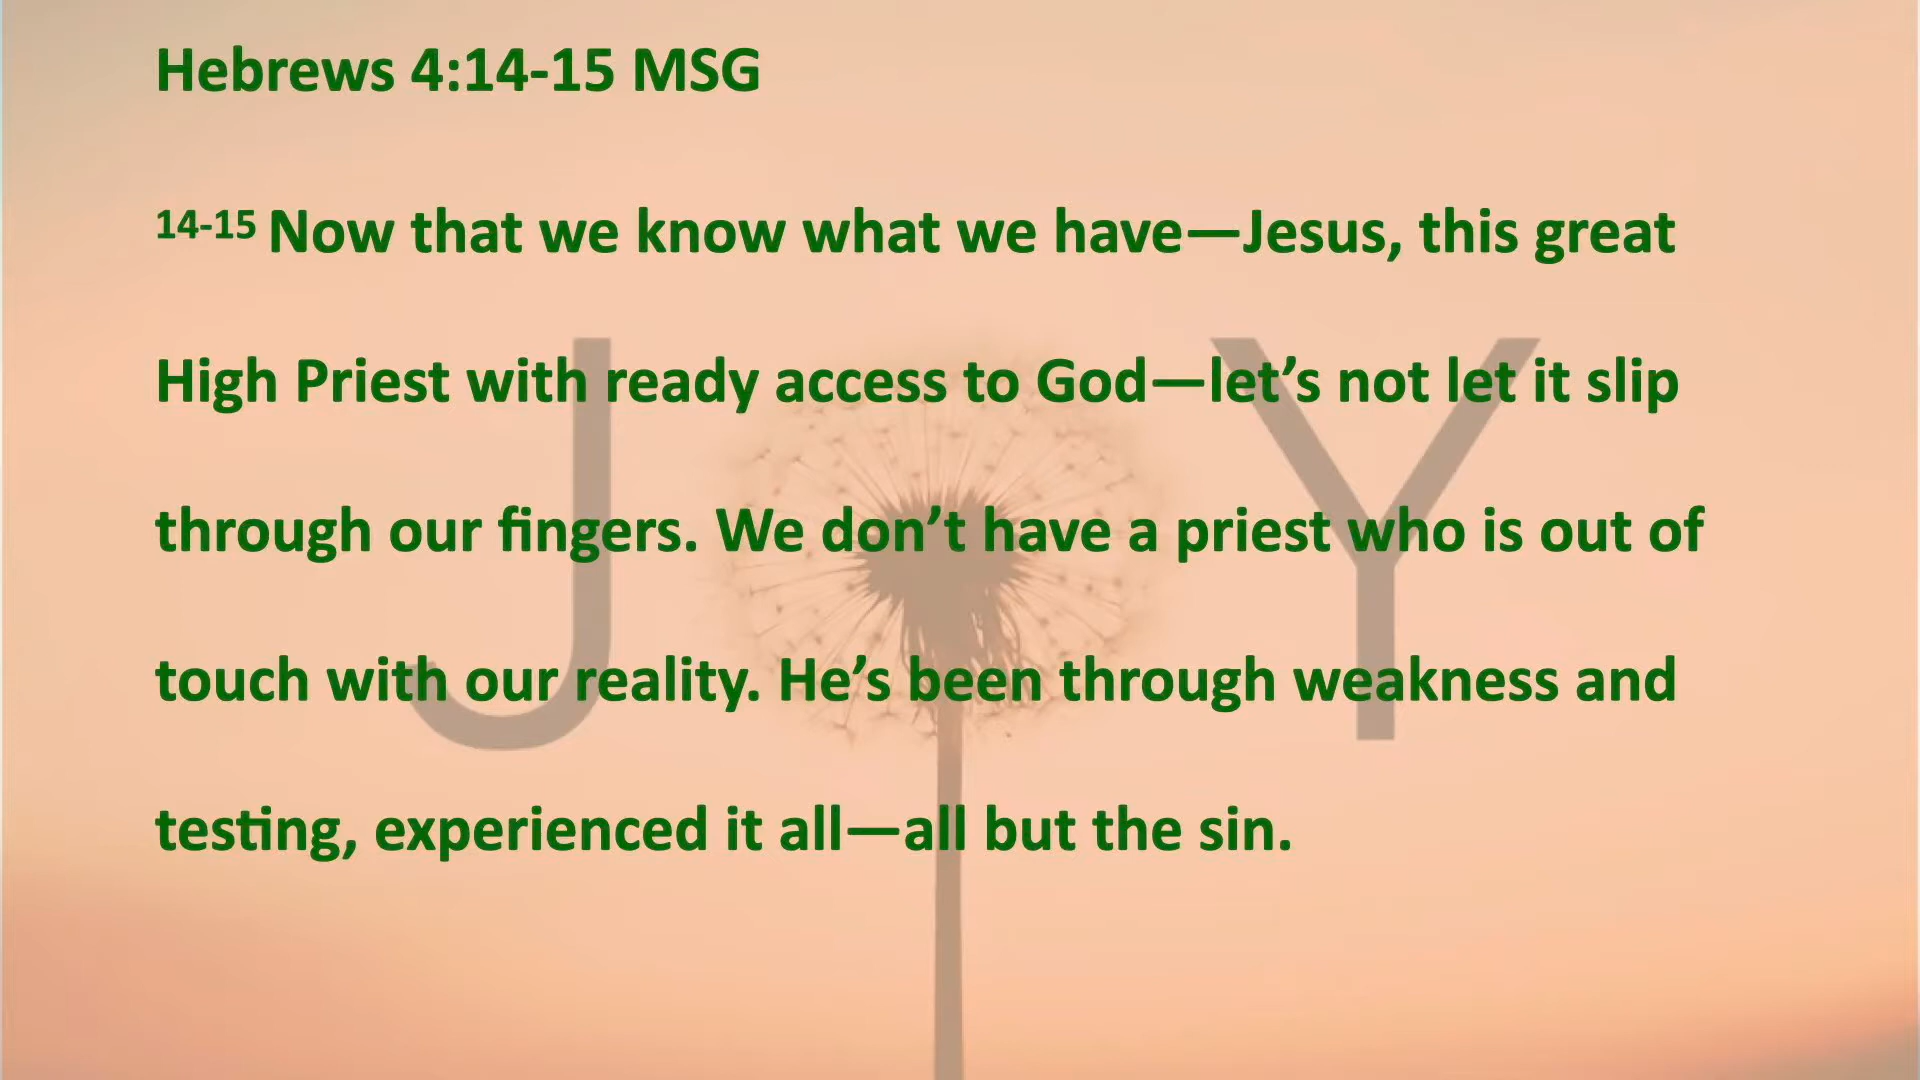 Hebrews 4:14-15 MSG
14-15 Now that we know what we have—Jesus, this great
High Priest with ready access to God—let’s not let it slip
through our fingers. We don’t have a priest who is out of
touch with our reality. He’s been through weakness and
testing, experienced it all—all but the sin.
J Y